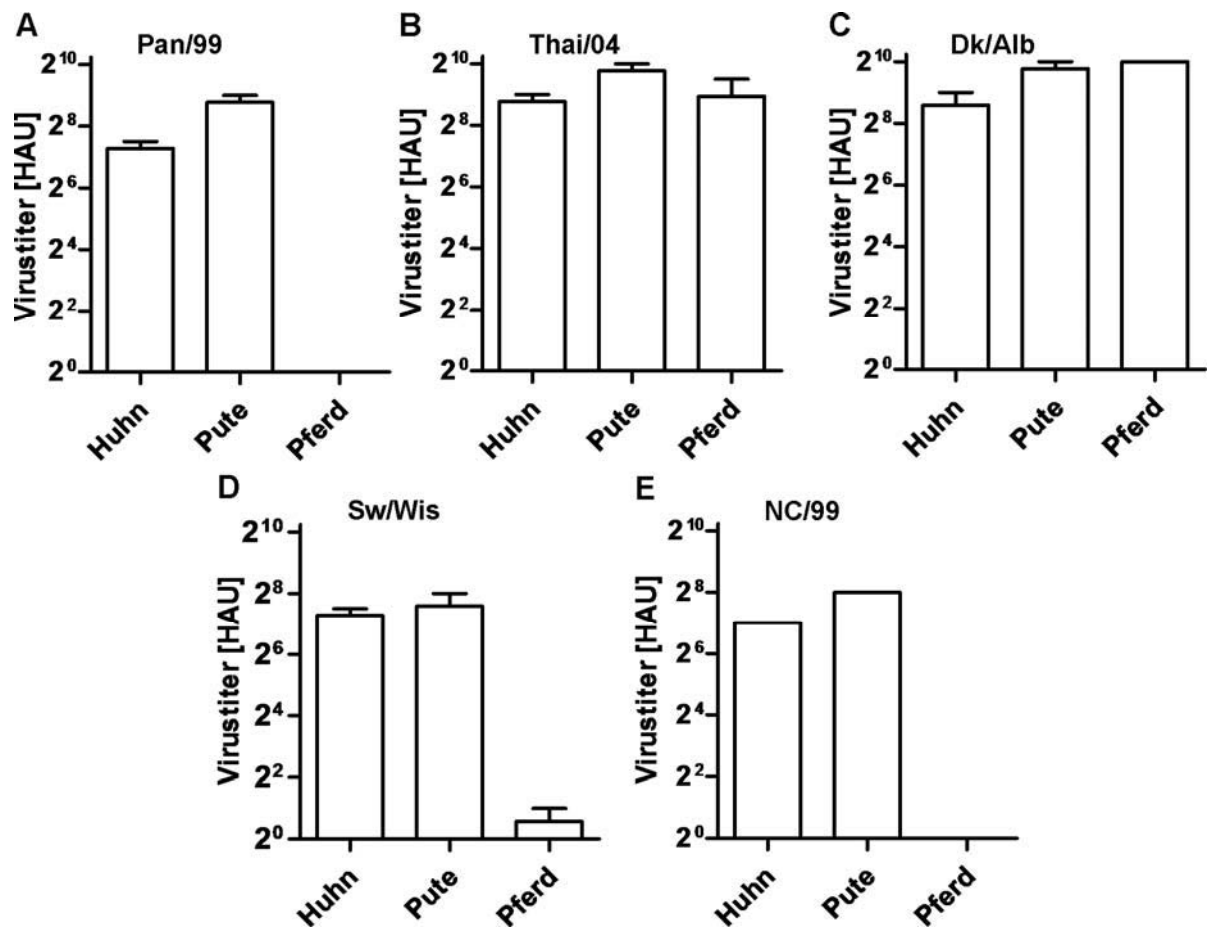 A
Pan/99
Virustiter [HAU]
2¹⁰
2⁸
2⁶
2⁴
2²
2⁰
Huhn
Pute
Pferd
B
Thai/04
Virustiter [HAU]
2¹⁰
2⁸
2⁶
2⁴
2²
2⁰
Huhn
Pute
Pferd
C
Dk/Alb
Virustiter [HAU]
2¹⁰
2⁸
2⁶
2⁴
2²
2⁰
Huhn
Pute
Pferd
D
Sw/Wis
Virustiter [HAU]
2¹⁰
2⁸
2⁶
2⁴
2²
2⁰
Huhn
Pute
Pferd
E
NC/99
Virustiter [HAU]
2¹⁰
2⁸
2⁶
2⁴
2²
2⁰
Huhn
Pute
Pferd